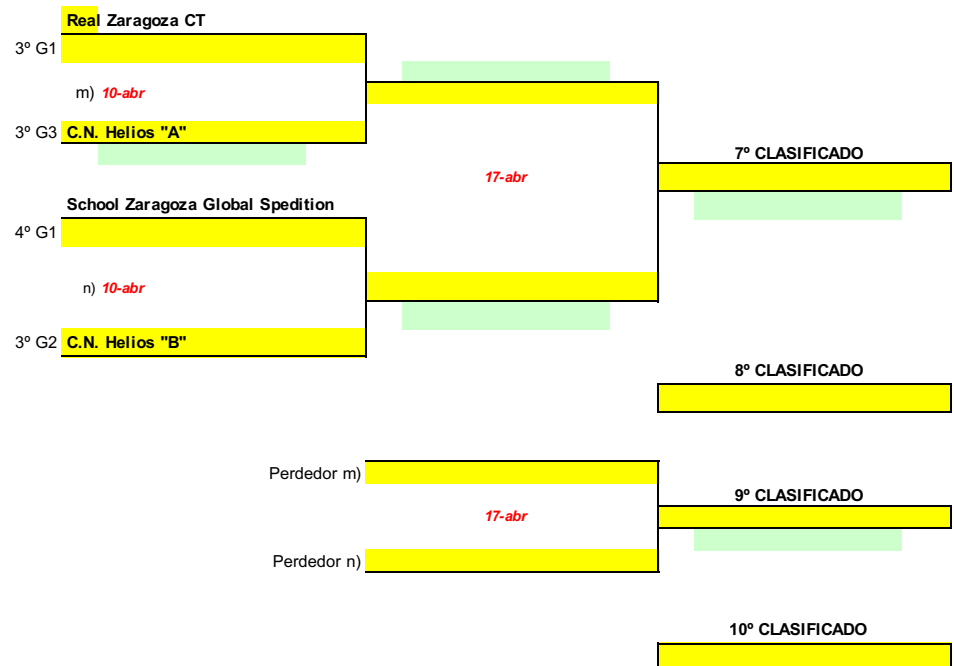 Real Zaragoza CT
3º G1
m) 10-abr
3º G3 C.N. Helios "A"
7º CLASIFICADO
17-abr
School Zaragoza Global Spedition
4º G1
n) 10-abr
3º G2 C.N. Helios "B"
8º CLASIFICADO
Perdedor m)
9º CLASIFICADO
17-abr
Perdedor n)
10º CLASIFICADO